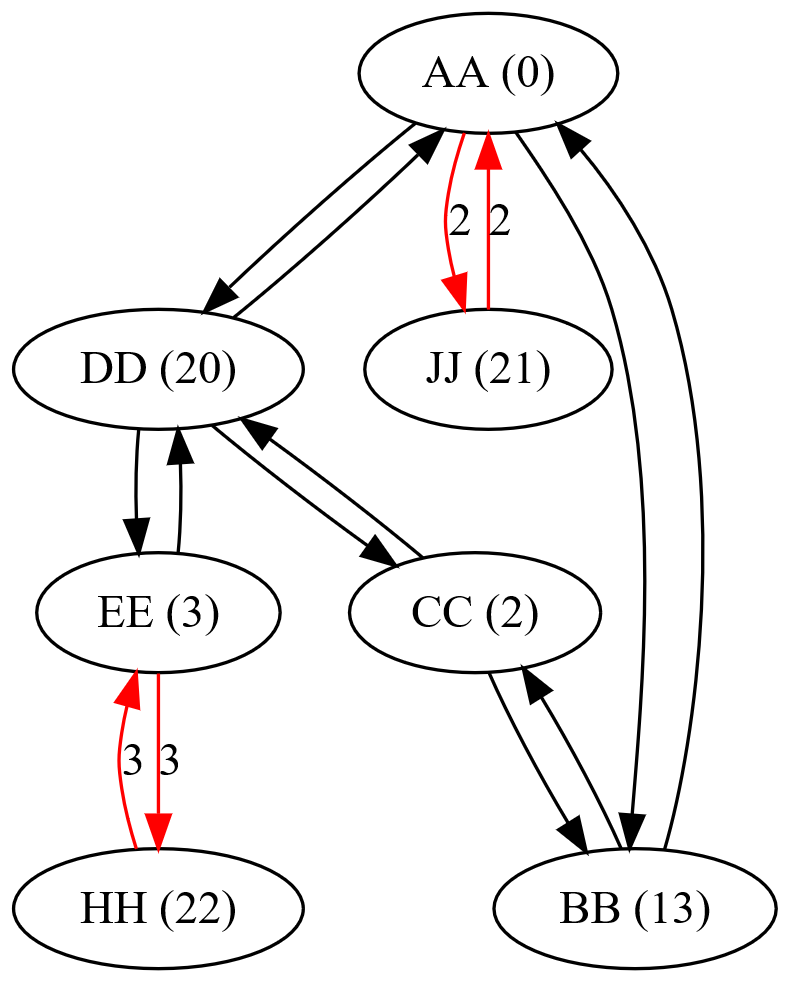 AA (0)
2
2
DD (20)
JJ (21)
EE (3)
CC (2)
3
3
HH (22)
BB (13)